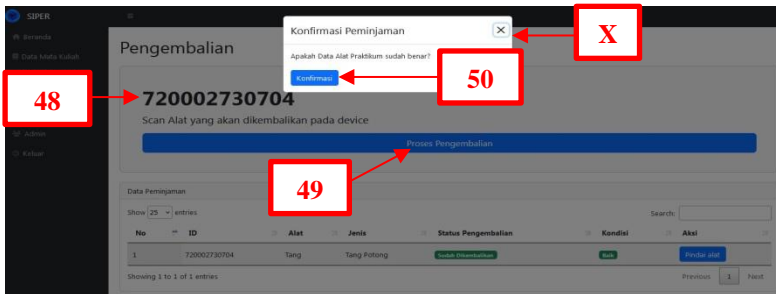 SIPER
Beranda
Data Mata Kuliah
Admin
Keluar
Pengembalian
Konfirmasi Peminjaman
X
Apakah Data Alat Praktikum sudah benar?
Konfirmasi
50
48
720002730704
Scan Alat yang akan dikembalikan pada device
Proses Pengembalian
49
Data Peminjaman
Show 25 entries
Search:
No ID Alat Jenis Status Pengembalian Kondisi Aksi
1 720002730704 Tang Tang Potong Sudah Dikembalikan Baik Pindai alat
Showing 1 to 1 of 1 entries
Previous 1 Next